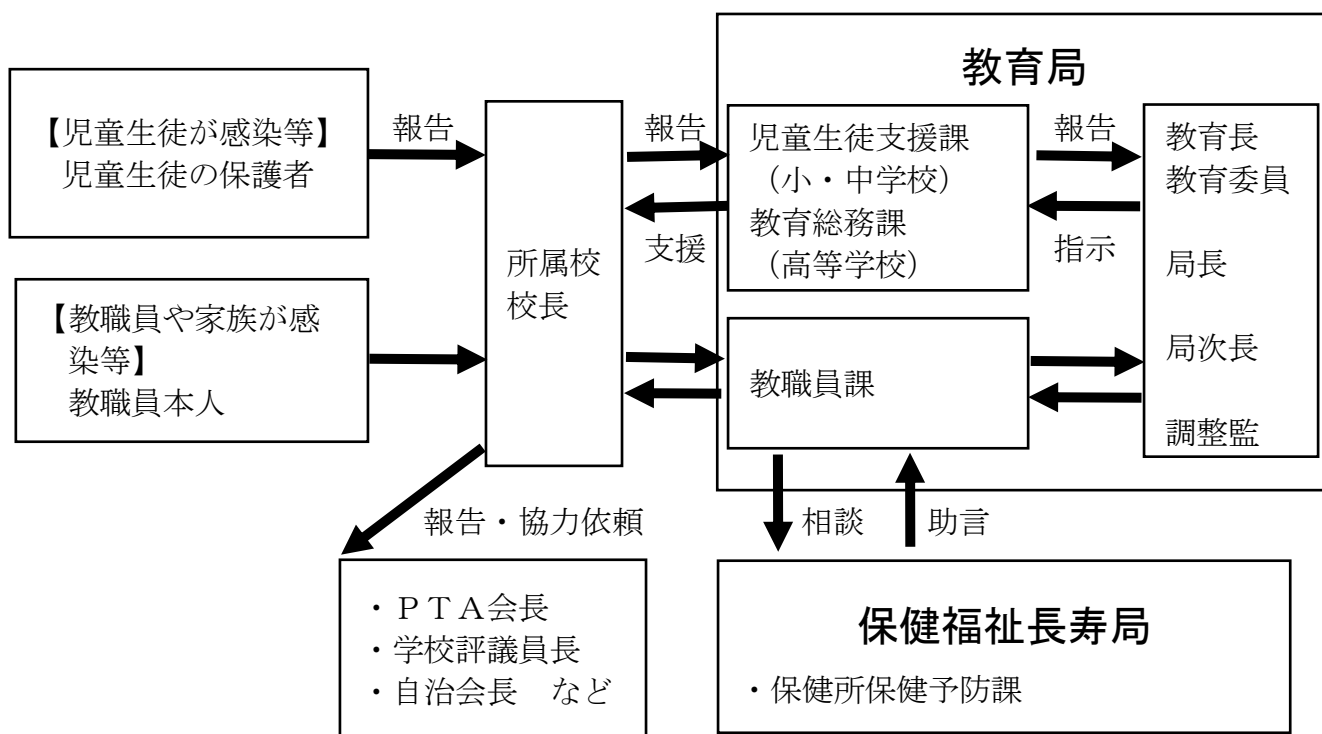 教育局
【児童生徒が感染等】
児童生徒の保護者
報告
【教職員や家族が感
染等】
教職員本人
所属校
校長
報告
支援
児童生徒支援課
（小・中学校）
教育総務課
（高等学校）
教職員課
報告
指示
教育長
教育委員
局長
局次長
調整監
報告・協力依頼
相談
助言
・ＰＴＡ会長
・学校評議員長
・自治会長　など
保健福祉長寿局
・保健所保健予防課